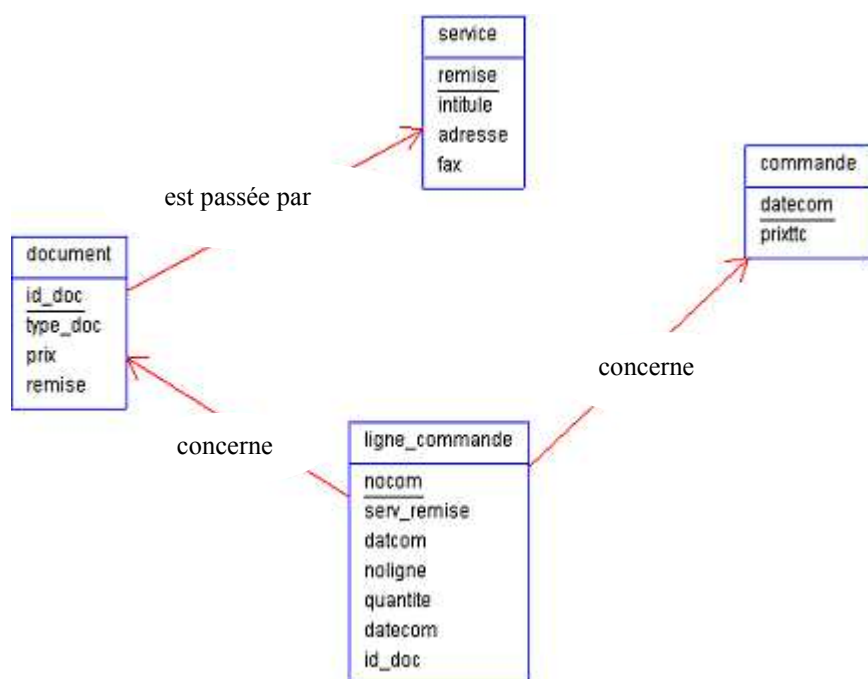 service
remise
intitule
adresse
fax
commande
datecom
prixttc
est passée par
document
id_doc
type_doc
prix
remise
concerne
concerne
ligne_commande
nocom
serv_remise
datcom
noligne
quantite
datecom
id_doc